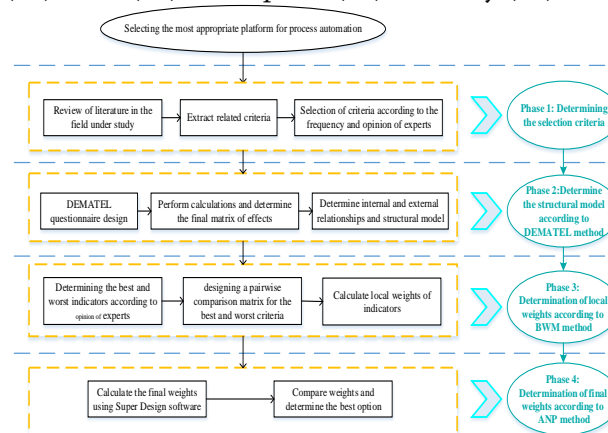 Selecting the most appropriate platform for process automation
Review of literature in the
field under study
Extract related criteria
Selection of criteria according to the
frequency and opinion of experts
Phase 1: Determining
the selection criteria
DEMATEL
questionnaire design
Perform calculations and determine
the final matrix of effects
Determine internal and external
relationships and structural model
Phase 2:Determine
the structural model
according to
DEMATEL method
Determining the best and
worst indicators according to
opinion of experts
designing a pairwise
comparison matrix for the
best and worst criteria
Calculate local weights of
indicators
Phase 3:
Determination of local
weights according to
BWM method
Calculate the final weights
using Super Design software
Compare weights and
determine the best option
Phase 4:
Determination of final
weights according to
ANP method